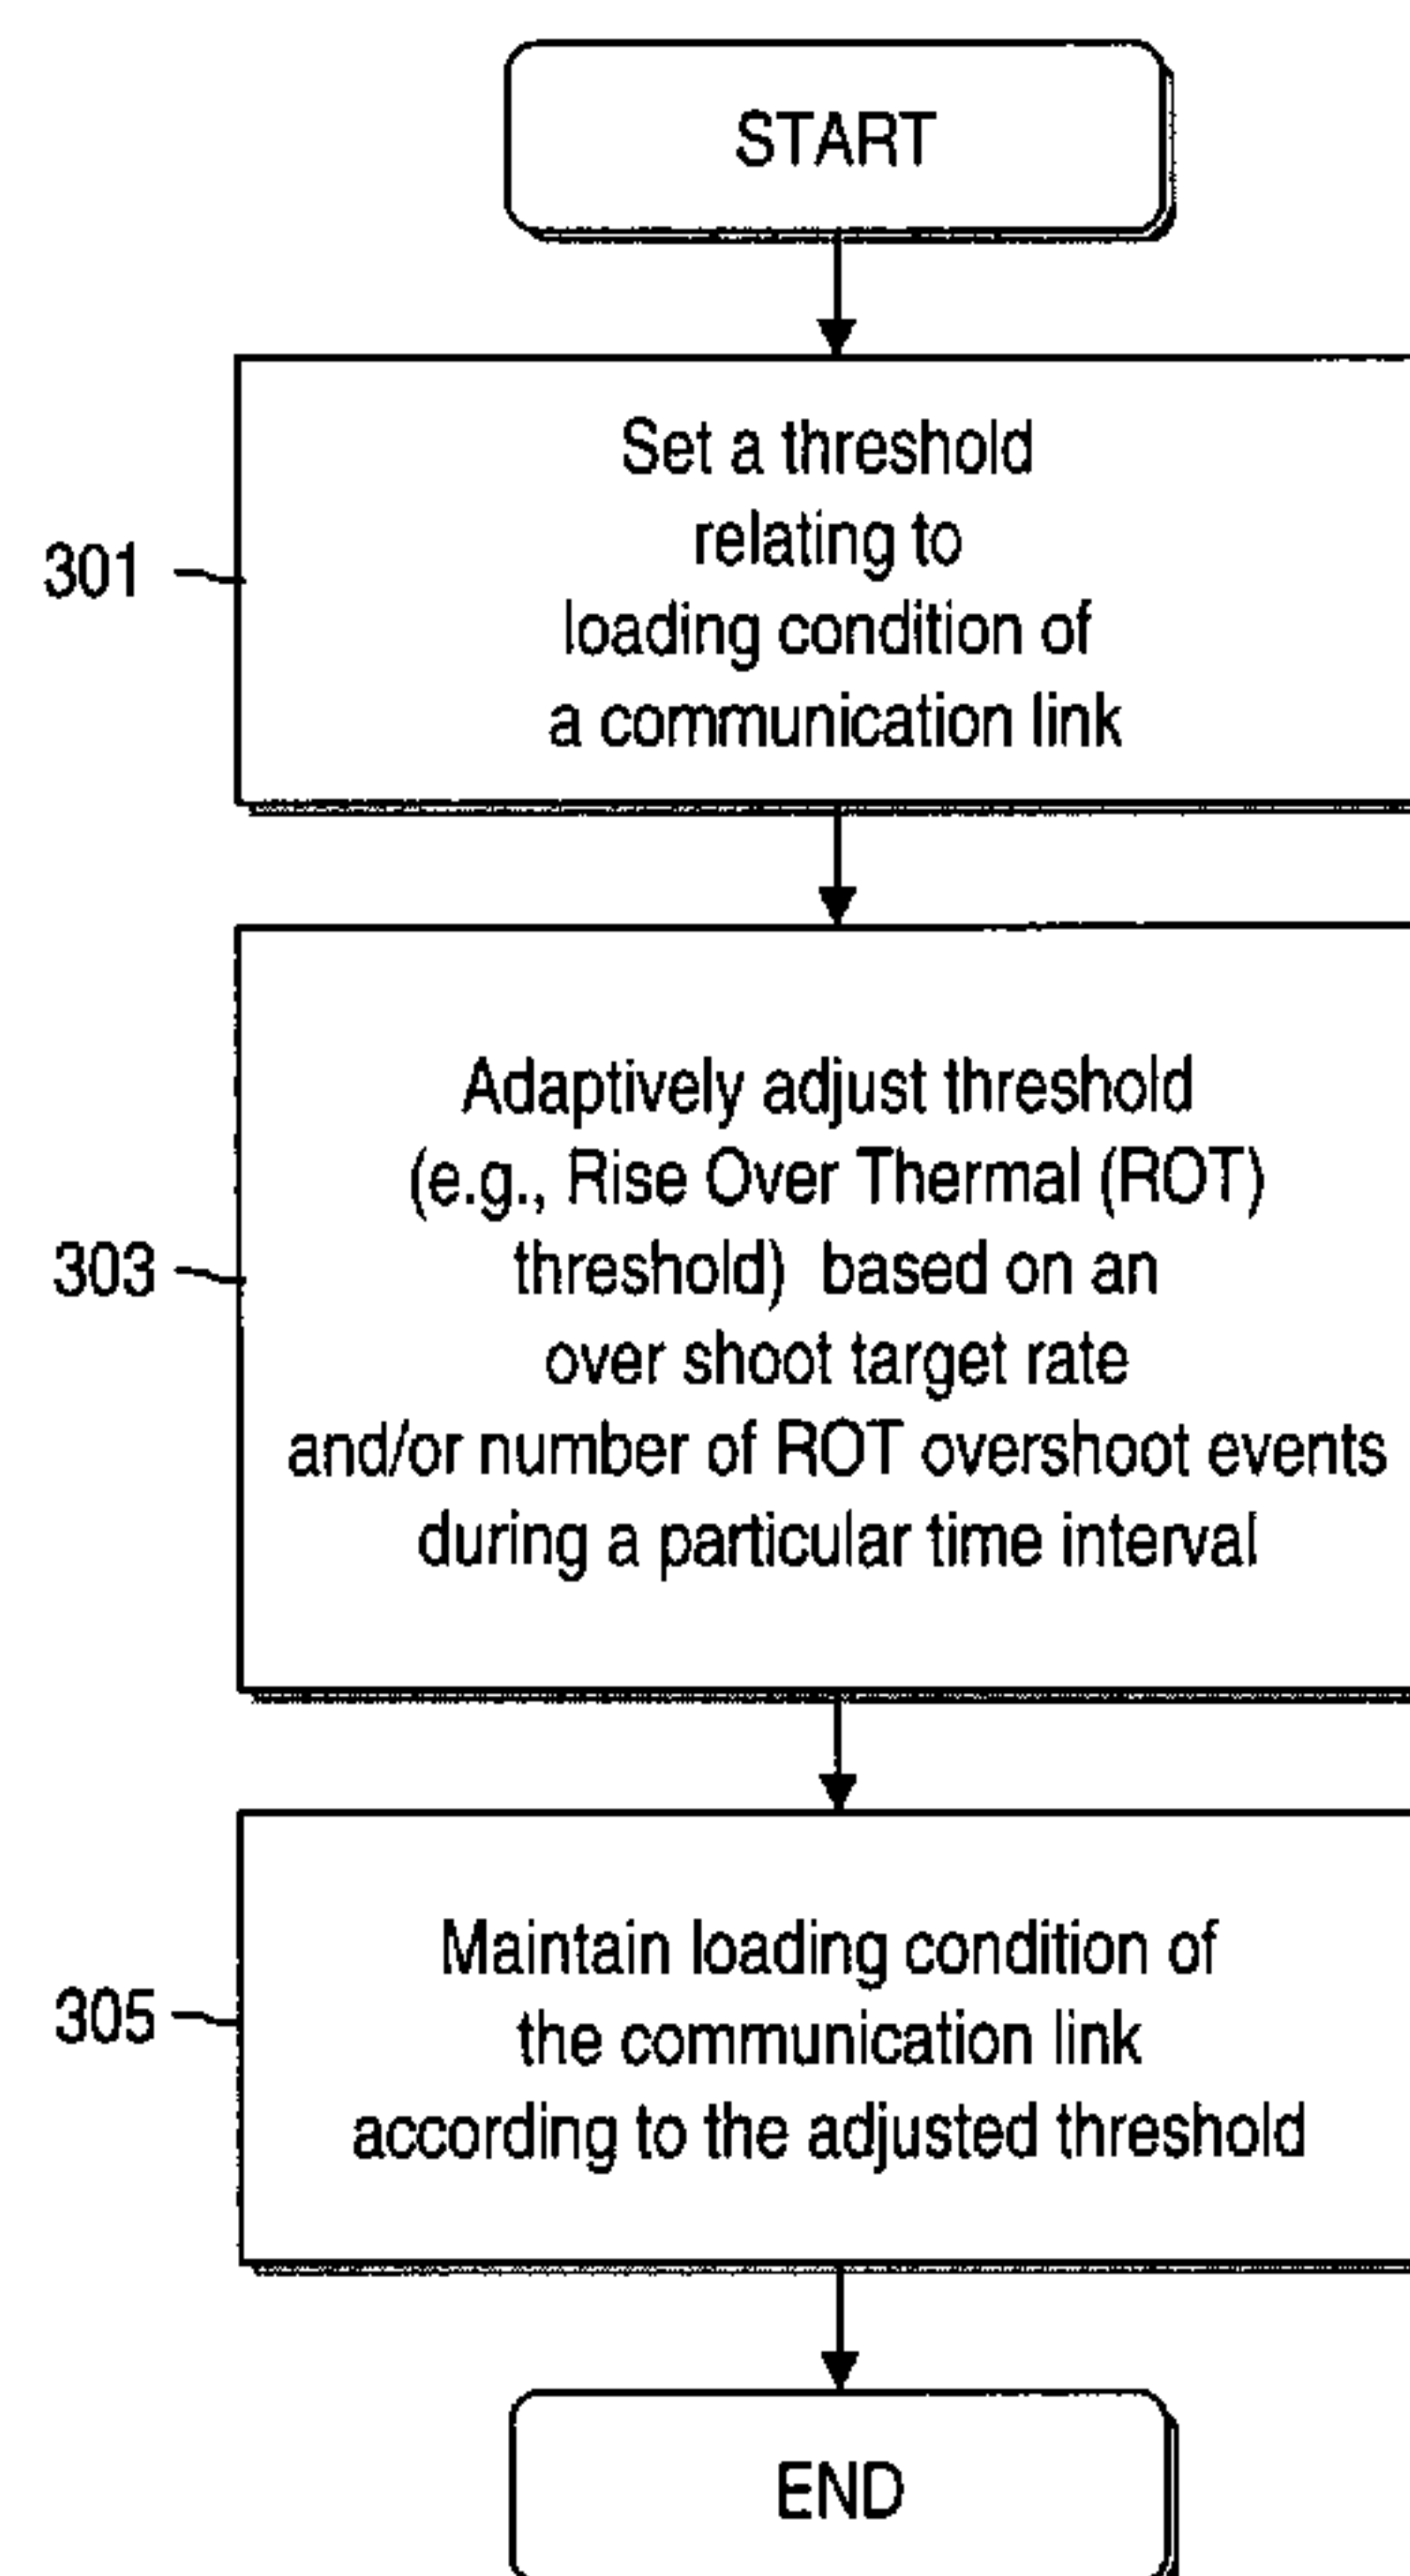 START
Set a threshold
relating to
loading condition of
a communication link
301
Adaptively adjust threshold
(e.g., Rise Over Thermal (ROT)
threshold) based on an
over shoot target rate
and/or number of ROT overshoot events
during a particular time interval
303
Maintain loading condition of
the communication link
according to the adjusted threshold
305
END